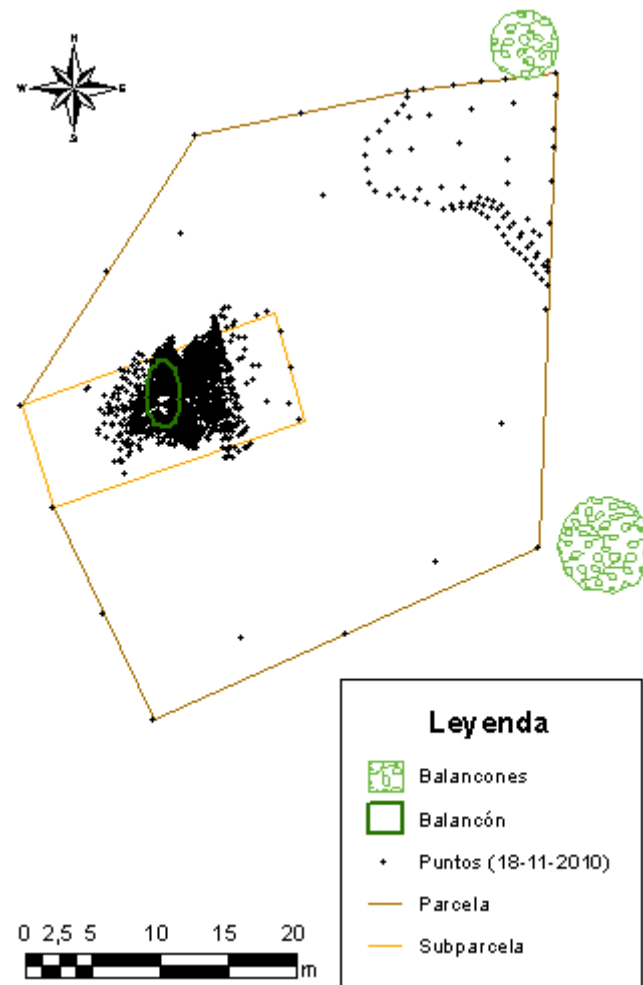 N
W E
S
Leyenda
Balancones
Balancón
Puntos (18-11-2010)
Parcela
Subparcela
0 2,5 5 10 15 20
m